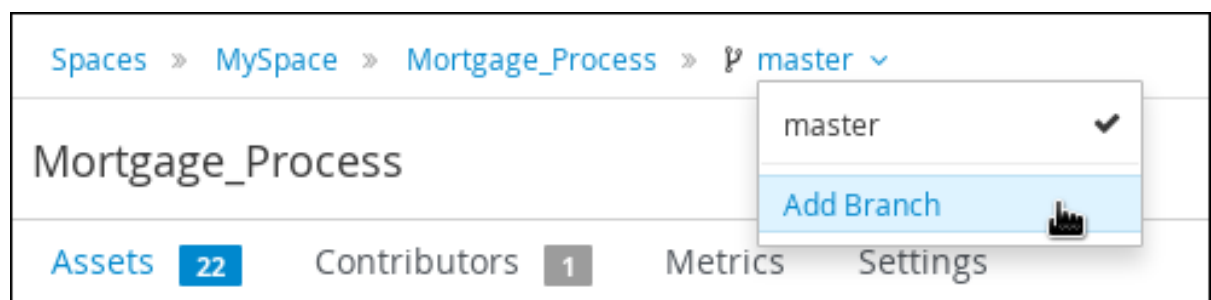 Spaces » MySpace » Mortgage_Process » master
master
Mortgage_Process
Add Branch
Assets 22 Contributors 1 Metrics Settings